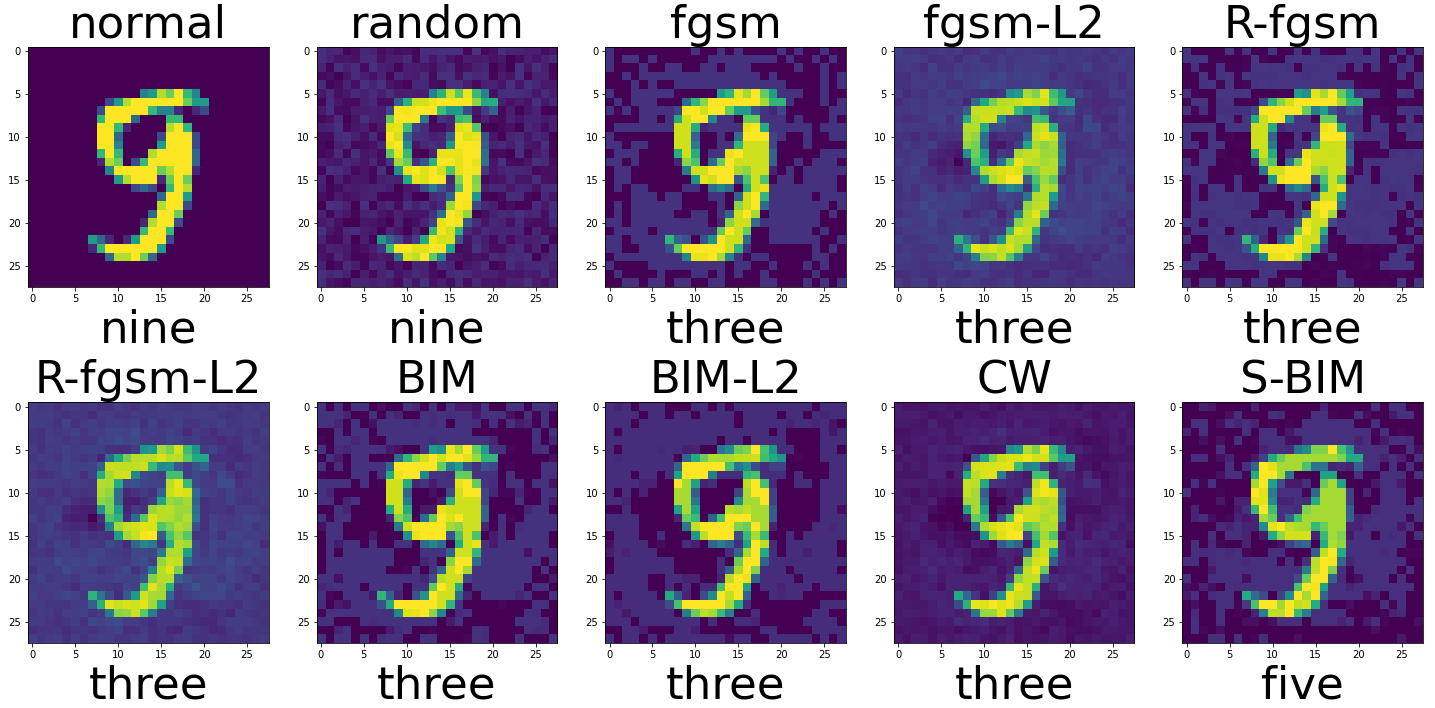 normal random fgsm fgsm-L2 R-fgsm
0 0 0 0 0
5 5 5 5 5
10 10 10 10 10
15 15 15 15 15
20 20 20 20 20
25 25 25 25 25
0 5 10 15 20 25 0 5 10 15 20 25 0 5 10 15 20 25 0 5 10 15 20 25 0 5 10 15 20 25
nine nine three three three
R-fgsm-L2 BIM BIM-L2 CW S-BIM
0 0 0 0 0
5 5 5 5 5
10 10 10 10 10
15 15 15 15 15
20 20 20 20 20
25 25 25 25 25
0 5 10 15 20 25 0 5 10 15 20 25 0 5 10 15 20 25 0 5 10 15 20 25 0 5 10 15 20 25
three three three three five